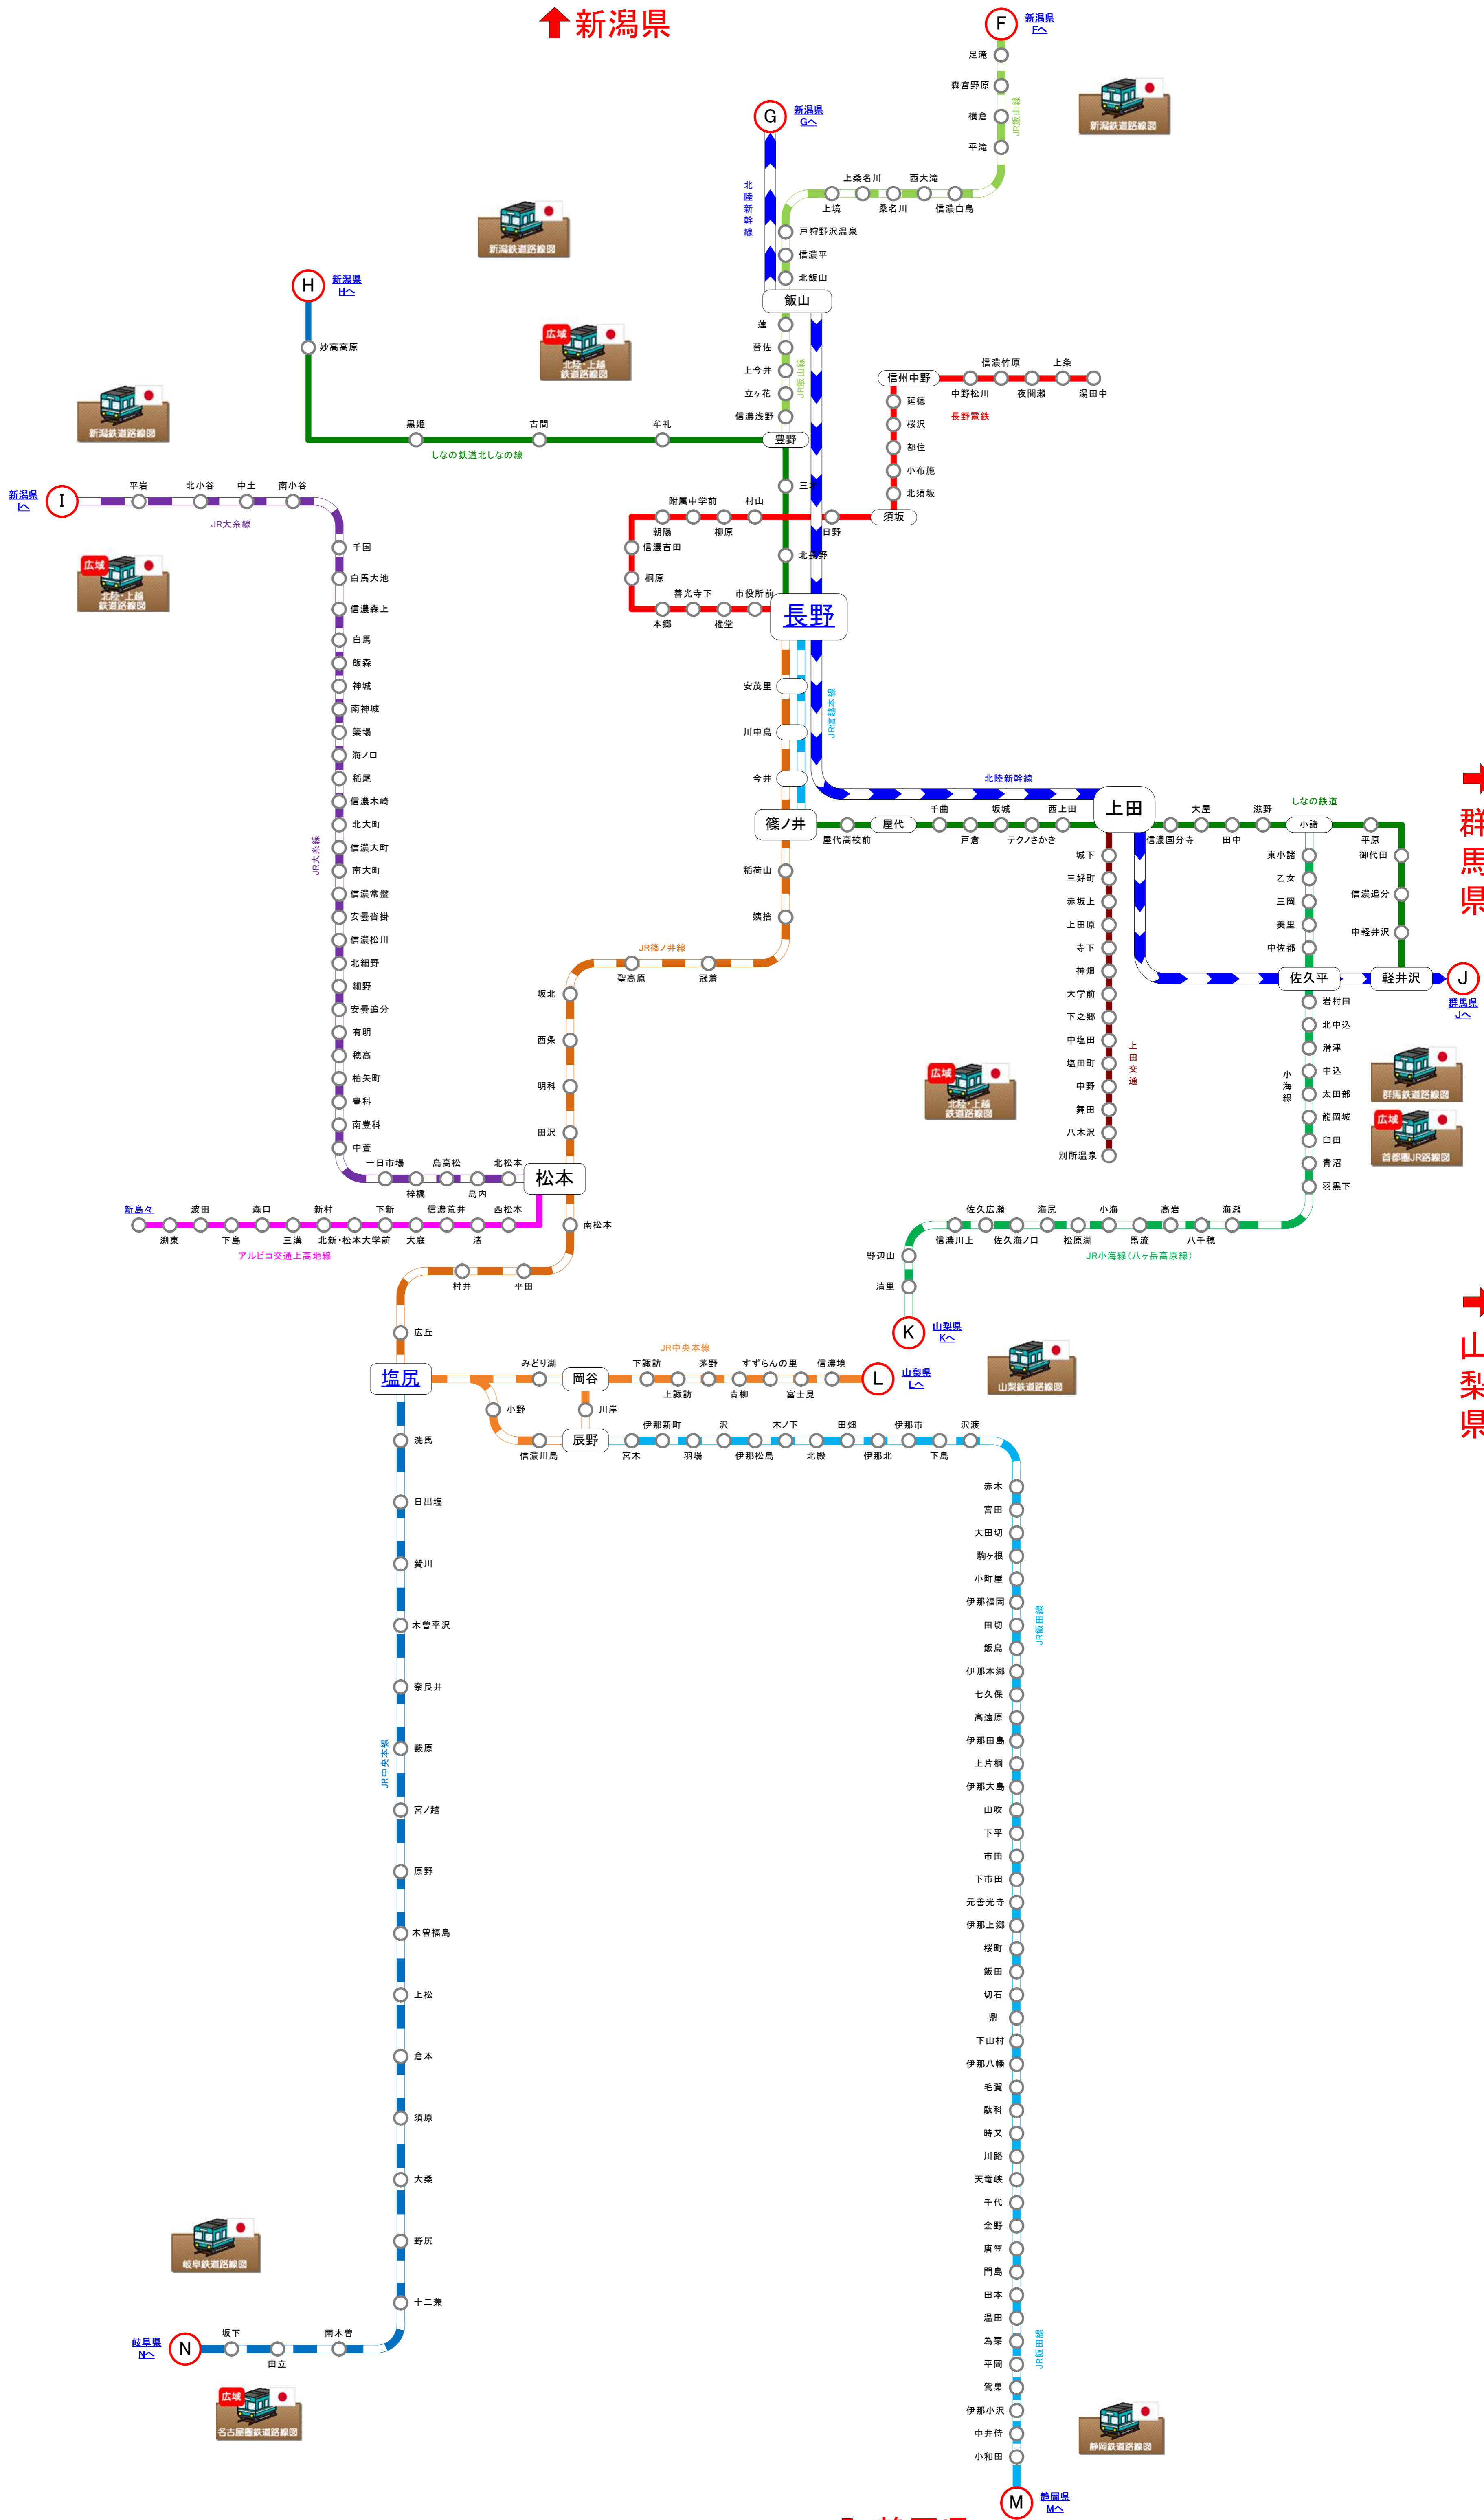 新潟県
F
新潟県
Fへ
足滝
森宮野原
横倉
平滝
JR飯山線
新潟鉄道路線図
G
新潟県
Gへ
北陸新幹線
上桑名川
西大滝
上境
桑名川
信濃白鳥
戸狩野沢温泉
信濃平
北飯山
飯山
新潟鉄道路線図
H
新潟県
Hへ
妙高高原
広域
北陸・上越
鉄道路線図
蓮
替佐
上今井
立ヶ花
信濃浅野
JR飯山線
豊野
新潟鉄道路線図
黒姫
古間
牟礼
しなの鉄道北しなの線
信州中野
信濃竹原
上条
中野松川
夜間瀬
湯田中
長野電鉄
延徳
桜沢
都住
小布施
北須坂
須坂
I
新潟県
Iへ
平岩
北小谷
中土
南小谷
JR大糸線
広域
北陸・上越
鉄道路線図
附属中学前
村山
朝陽
柳原
日野
信濃吉田
桐原
善光寺下
市役所前
本郷
権堂
北長野
長野
千国
白馬大池
信濃森上
白馬
飯森
神城
南神城
簗場
海ノ口
稲尾
信濃木崎
北大町
信濃大町
南大町
信濃常盤
安曇沓掛
信濃松川
北細野
細野
安曇追分
有明
穂高
柏矢町
豊科
南豊科
中萱
JR大糸線
安茂里
川中島
今井
JR信越本線
篠ノ井
北陸新幹線
上田
千曲
坂城
西上田
屋代高校前
屋代
戸倉
テクノさかき
大屋
滋野
信濃国分寺
田中
小諸
しなの鉄道
平原
御代田
信濃追分
中軽井沢
軽井沢
群馬県
J
群馬県
Jへ
東小諸
乙女
三岡
美里
中佐都
佐久平
城下
三好町
赤坂上
上田原
寺下
神畑
大学前
下之郷
中塩田
塩田町
中野
舞田
八木沢
別所温泉
上田交通
稲荷山
姨捨
JR篠ノ井線
聖高原
冠着
坂北
西条
明科
田沢
岩村田
北中込
滑津
中込
太田部
龍岡城
臼田
青沼
羽黒下
小海線
群馬鉄道路線図
広域
首都圏JR路線図
広域
北陸・上越
鉄道路線図
一日市場
島高松
北松本
梓橋
島内
松本
新島々
波田
森口
新村
下新
信濃荒井
西松本
渕東
下島
三溝
北新・松本大学前
大庭
渚
アルピコ交通上高地線
南松本
佐久広瀬
海尻
小海
高岩
海瀬
信濃川上
佐久海ノ口
松原湖
馬流
八千穂
JR小海線(八ヶ岳高原線)
野辺山
清里
K
山梨県
Kへ
山梨県
山梨鉄道路線図
村井
平田
広丘
塩尻
JR中央本線
みどり湖
岡谷
下諏訪
茅野
すずらんの里
信濃境
上諏訪
青柳
富士見
L
山梨県
Lへ
小野
川岸
信濃川島
辰野
伊那新町
沢
木ノ下
田畑
伊那市
沢渡
宮木
羽場
伊那松島
北殿
伊那北
下島
洗馬
日出塩
贄川
木曽平沢
奈良井
薮原
宮ノ越
原野
木曽福島
上松
倉本
須原
大桑
野尻
十二兼
JR中央本線
赤木
宮田
大田切
駒ヶ根
小町屋
伊那福岡
田切
飯島
伊那本郷
七久保
高遠原
伊那田島
上片桐
伊那大島
山吹
下平
市田
下市田
元善光寺
伊那上郷
桜町
飯田
切石
鼎
下山村
伊那八幡
毛賀
駄科
時又
川路
天竜峡
千代
金野
唐笠
門島
田本
温田
為栗
平岡
鶯巣
伊那小沢
中井侍
小和田
JR飯田線
JR飯田線
岐阜鉄道路線図
岐阜県
Nへ
N
坂下
南木曽
田立
広域
名古屋圏鉄道路線図
静岡鉄道路線図
M
静岡県
Mへ